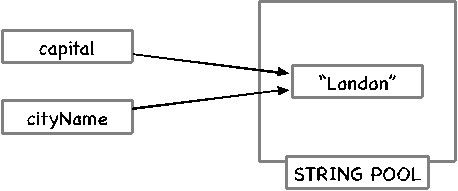 capital
"London"
cityName
STRING POOL